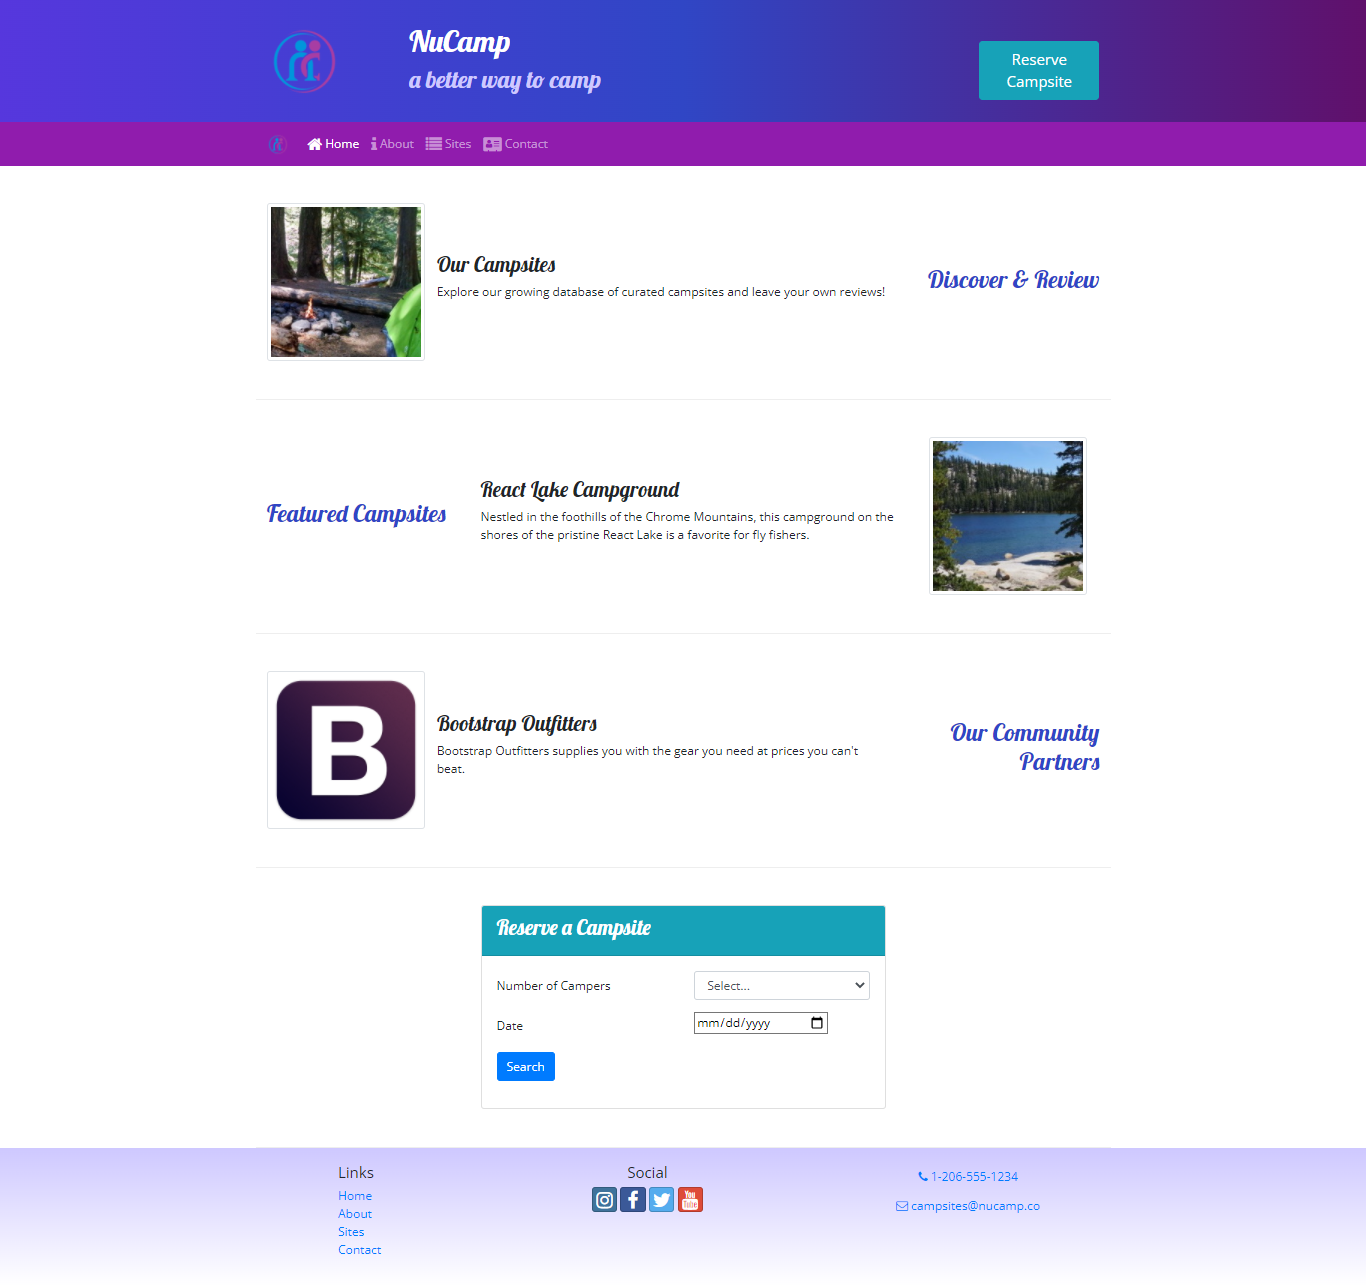 NuCamp
a better way to camp
Reserve
Campsite
Home About Sites Contact
Our Campsites
Explore our growing database of curated campsites and leave your own reviews!
Discover & Review
Featured Campsites
React Lake Campground
Nestled in the foothills of the Chrome Mountains, this campground on the
shores of the pristine React Lake is a favorite for fly fishers.
B
Bootstrap Outfitters
Bootstrap Outfitters supplies you with the gear you need at prices you can't
beat.
Our Community
Partners
Reserve a Campsite
Number of Campers
Select...
Date
mm/dd/yyyy
Search
Links
Home
About
Sites
Contact
Social
You
Tube
1-206-555-1234
campsites@nucamp.co